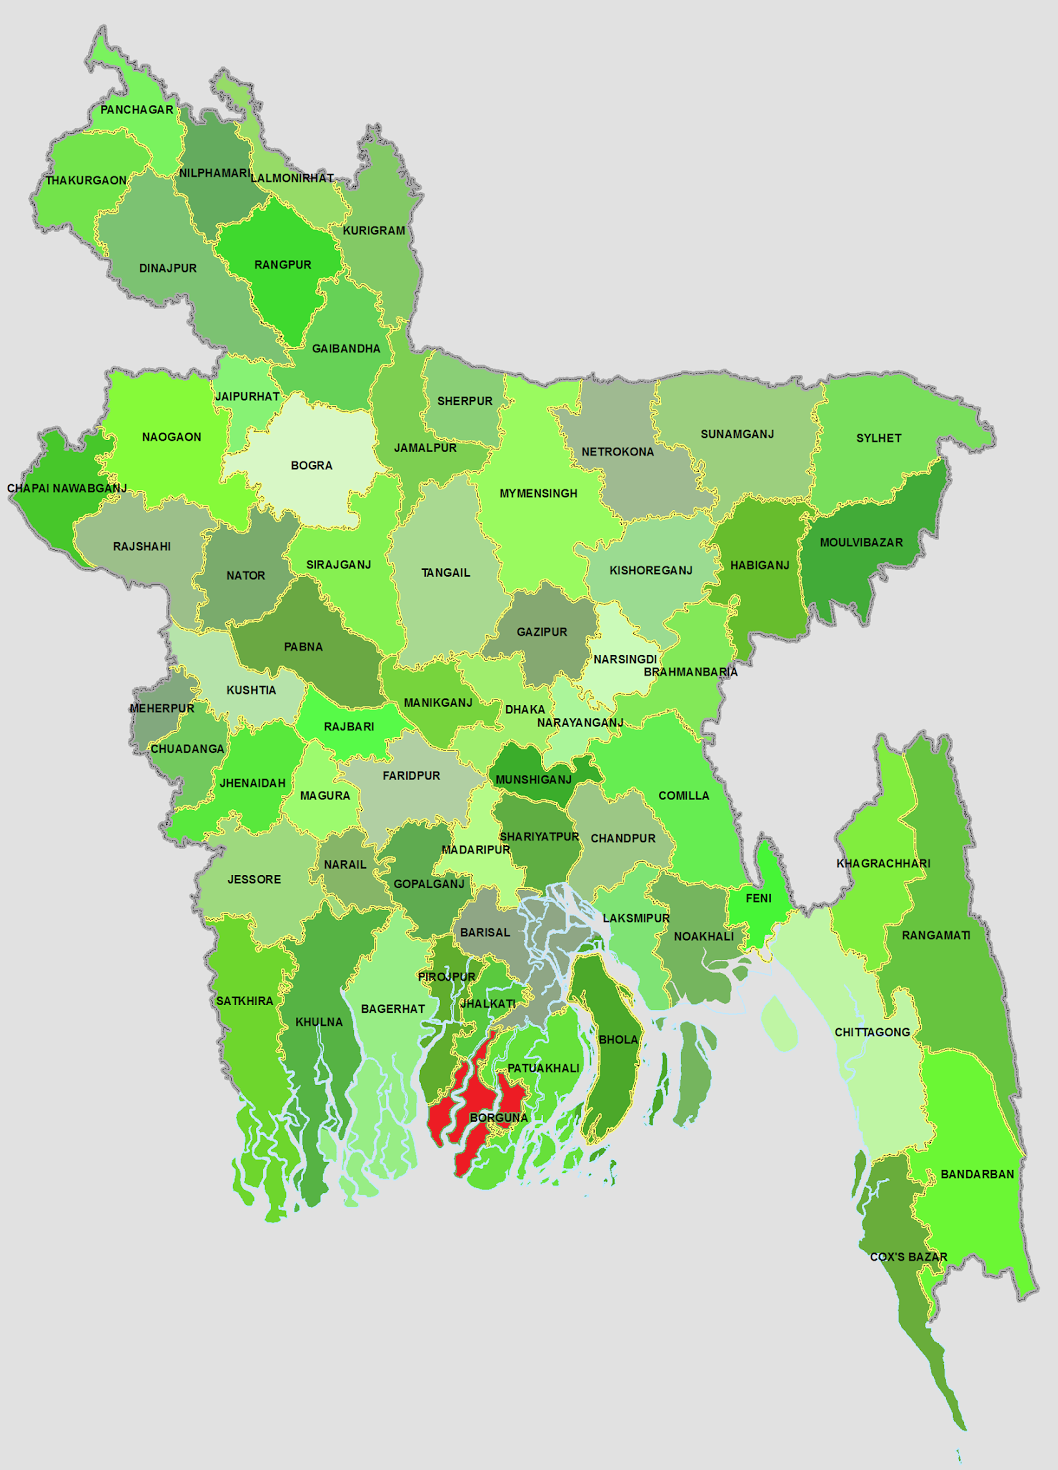 PANCHAGAR
THAKURGAON
NILPHAMARI
LALMONIRHAT
KURIGRAM
DINAJPUR
RANGPUR
GAIBANDHA
JAIPURHAT
SHERPUR
NAOGAON
BOGRA
JAMALPUR
NETROKONA
SUNAMGANJ
SYLHET
CHAPAI NAWABGANJ
MYMENSINGH
RAJSHAHI
NATOR
SIRAJGANJ
TANGAIL
KISHOREGANJ
HABIGANJ
MOULVIBAZAR
PABNA
GAZIPUR
NARSINGDI
BRAHMANBARIA
KUSHTIA
MEHERPUR
MANIKGANJ
DHAKA
NARAYANGANJ
RAJBARI
CHUADANGA
JHENAIDAH
FARIDPUR
MUNSHIGANJ
MAGURA
COMILLA
SHARIYATPUR
CHANDPUR
MADARIPUR
NARAIL
KHAGRACHHARI
JESSORE
GOPALGANJ
FENI
LAKSMIPUR
BARISAL
NOAKHALI
RANGAMATI
PIROJPUR
SATKHIRA
JHALKATI
BAGERHAT
KHULNA
CHITTAGONG
BHOLA
PATUAKHALI
BORGUNA
BANDARBAN
COX'S BAZAR